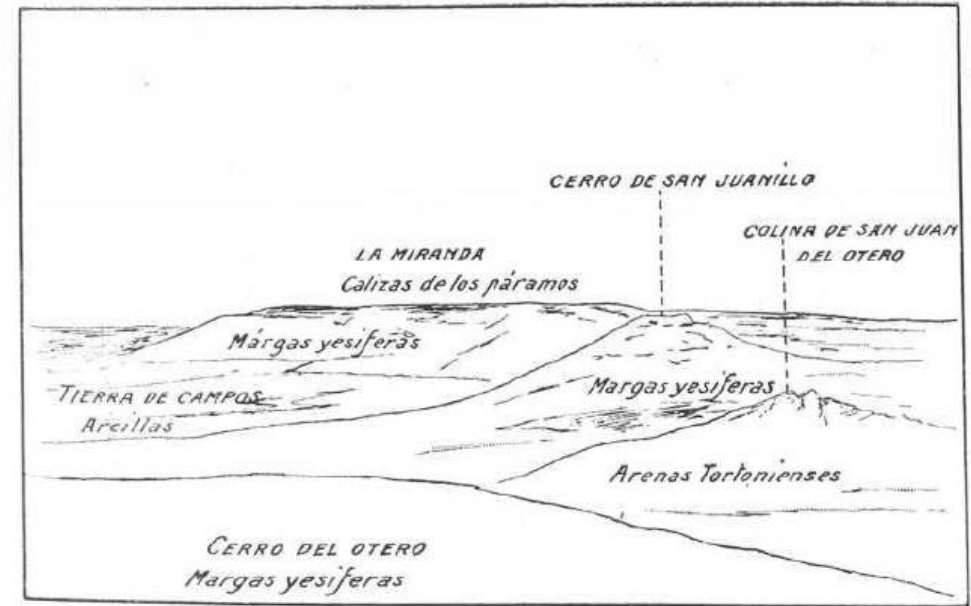 CERRO DE SAN JUANILLO
COLINA DE SAN JUAN
DEL OTERO
LA MIRANDA
Calizas de los páramos
Márgas yesiferas
Margas yesiferas
TIERRA DE CAMPOS
Arcillas
Arenas Tortonienses
CERRO DEL OTERO
Margas yesiferas